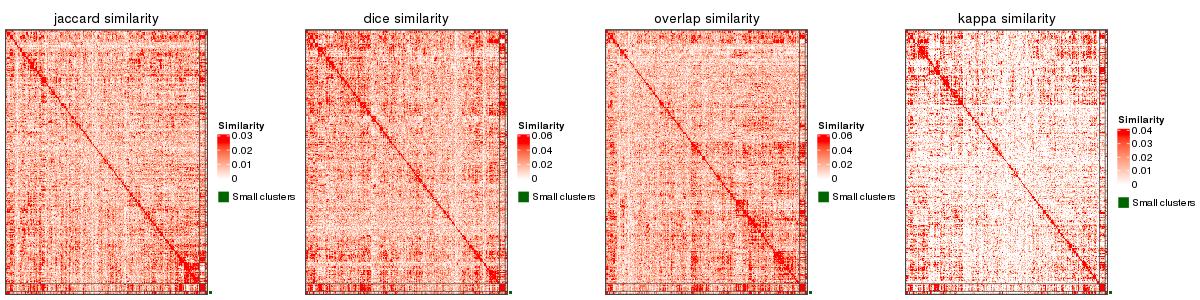 jaccard similarity
Similarity
0.03
0.02
0.01
0
Small clusters
dice similarity
Similarity
0.06
0.04
0.02
0
Small clusters
overlap similarity
Similarity
0.06
0.04
0.02
0
Small clusters
kappa similarity
Similarity
0.04
0.03
0.02
0.01
0
Small clusters